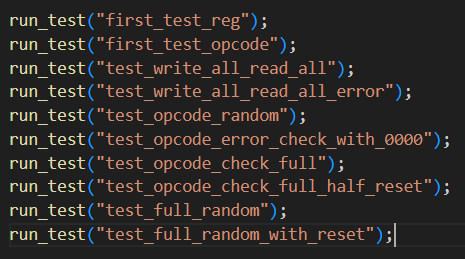 run_test("first_test_reg");
run_test("first_test_opcode");
run_test("test_write_all_read_all");
run_test("test_write_all_read_all_error");
run_test("test_opcode_random");
run_test("test_opcode_error_check_with_0000");
run_test("test_opcode_check_full");
run_test("test_opcode_check_full_half_reset");
run_test("test_full_random");
run_test("test_full_random_with_reset");